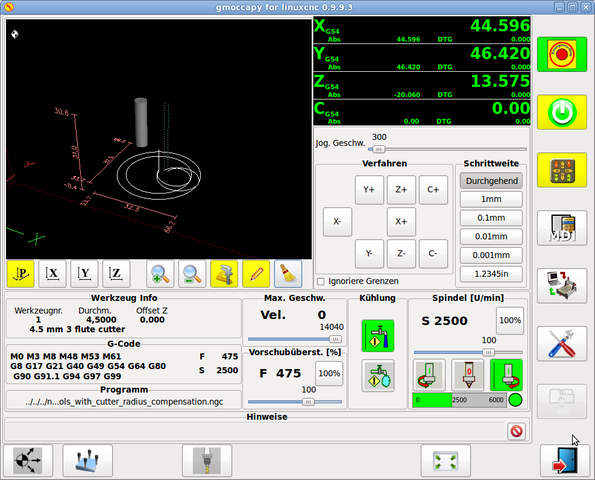 gmoccapy for linuxcnc 0.9.9.3
X G54 44.596
Abs 44.596 DTG 0.000
Y G54 46.420
Abs 46.420 DTG 0.000
Z G54 13.575
Abs -20.060 DTG 0.000
C G54 0.00
Abs 0.00 DTG 0.00
30.6
31.0
-0.4
52.3
Jog. Geschw.
300
Verfahren
Schrittweite
Y+ Z+ C+
X- X+
Y- Z- C-
Durchgehend
1mm
0.1mm
0.01mm
0.001mm
1.2345in
Ignoriere Grenzen
P X Y Z
MDI
Werkzeug Info
Werkzeugnr. Durchm. Offset Z
1 4,5000 0.000
4.5 mm 3 flute cutter
G-Code
M0 M3 M8 M48 M53 M61
G8 G17 G21 G40 G49 G54 G64 G80
G90 G91.1 G94 G97 G99
F 475
S 2500
Programm
../../../n...ols_with_cutter_radius_compensation.ngc
Max. Geschw.
Vel. 0
14040
Vorschubüberst. [%]
F 475 100%
100
Kühlung
Spindel [U/min]
S 2500 100%
100
0 2500 6000
Hinweise